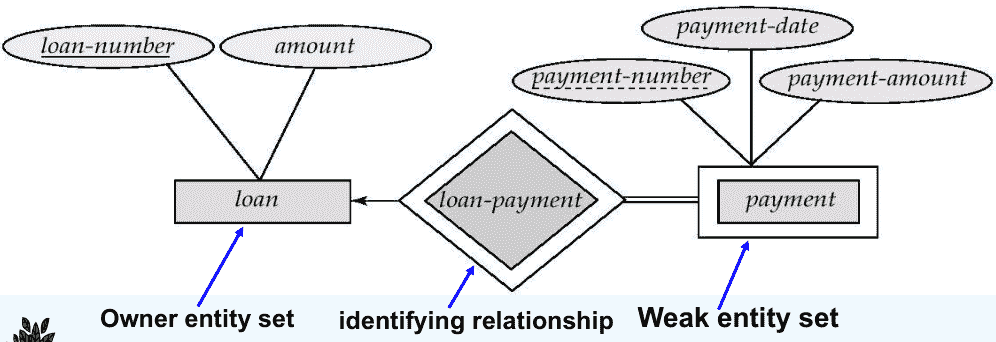 loan-number
amount
payment-date
payment-number
payment-amount
loan
loan-payment
payment
Owner entity set
identifying relationship
Weak entity set